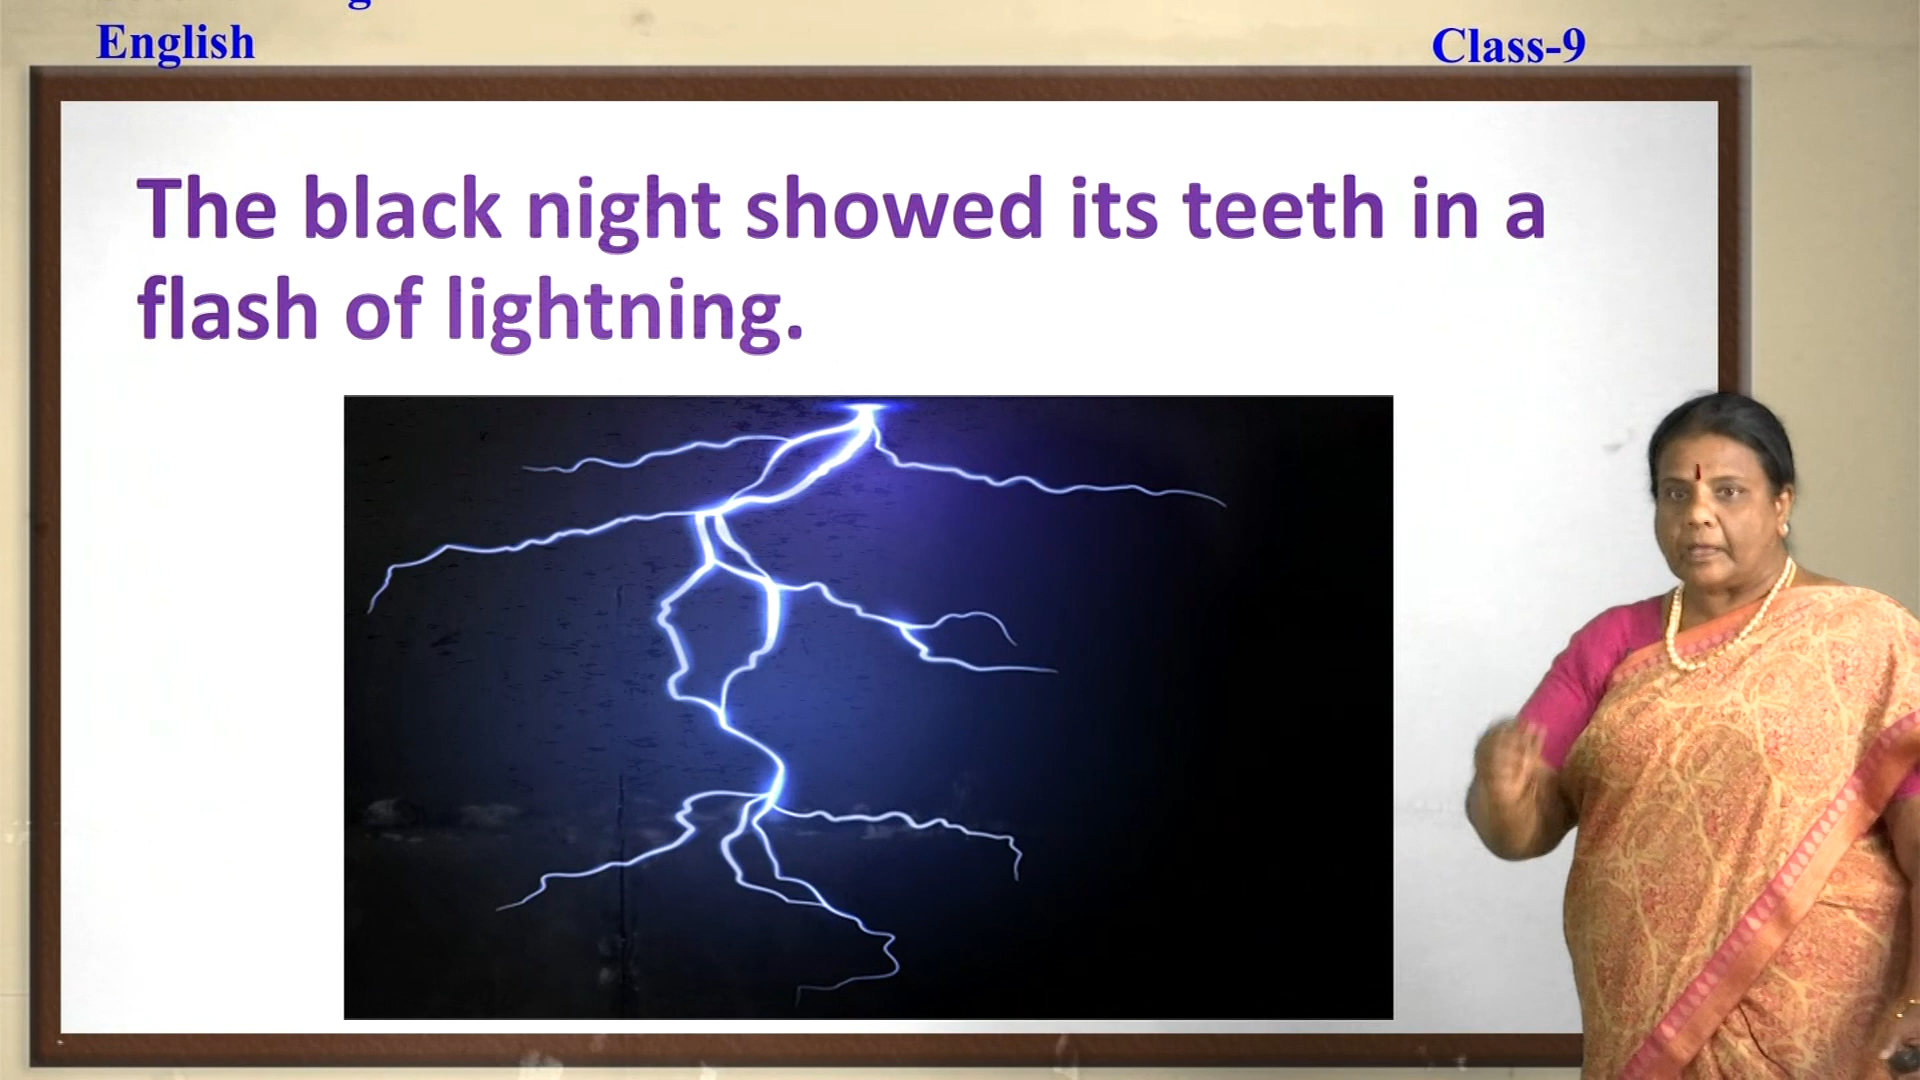 English
Class-9
The black night showed its teeth in a
flash of lightning.